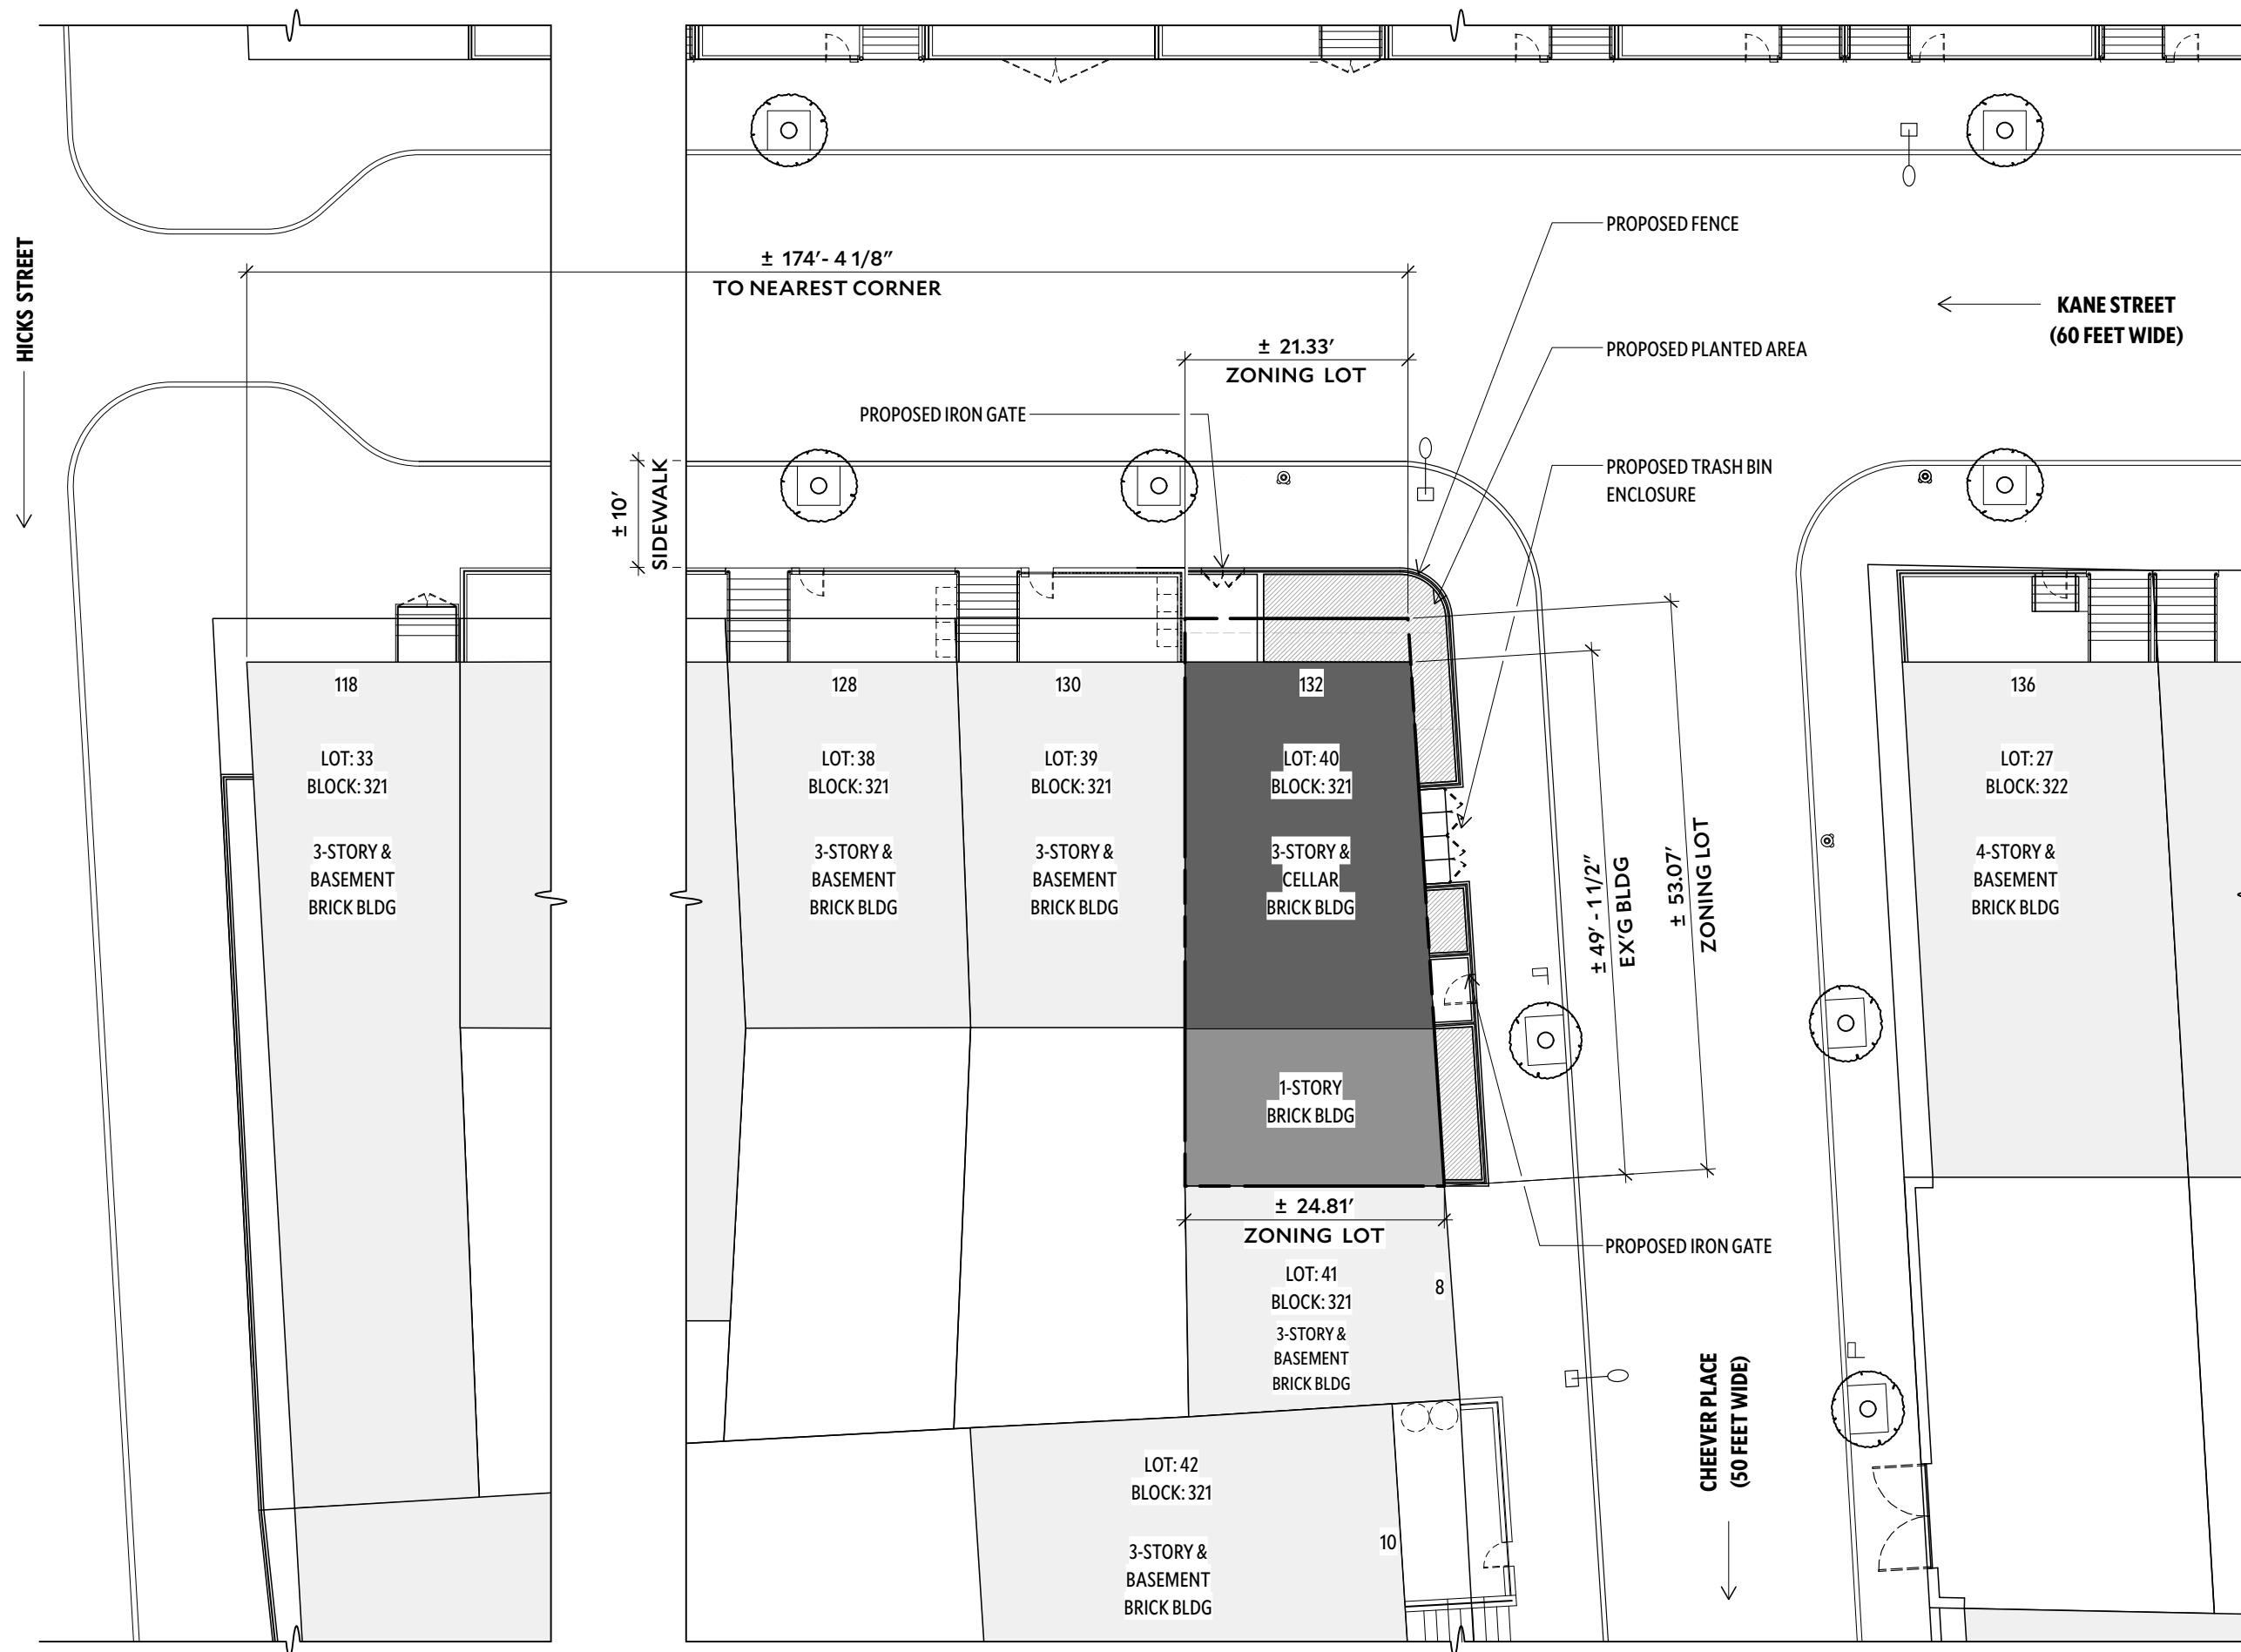 HICKS STREET
± 174′- 4 1/8″
TO NEAREST CORNER
PROPOSED FENCE
KANE STREET
(60 FEET WIDE)
± 21.33′
ZONING LOT
PROPOSED PLANTED AREA
PROPOSED IRON GATE
± 10′
SIDEWALK
PROPOSED TRASH BIN
ENCLOSURE
118
LOT: 33
BLOCK: 321
3-STORY &
BASEMENT
BRICK BLDG
128
LOT: 38
BLOCK: 321
3-STORY &
BASEMENT
BRICK BLDG
130
LOT: 39
BLOCK: 321
3-STORY &
BASEMENT
BRICK BLDG
132
LOT: 40
BLOCK: 321
3-STORY &
CELLAR
BRICK BLDG
± 49′ - 1 1/2″
EX'G BLDG
± 53.07′
ZONING LOT
136
LOT: 27
BLOCK: 322
4-STORY &
BASEMENT
BRICK BLDG
1-STORY
BRICK BLDG
± 24.81′
ZONING LOT
PROPOSED IRON GATE
LOT: 41
BLOCK: 321
3-STORY &
BASEMENT
BRICK BLDG
8
CHEEVER PLACE
(50 FEET WIDE)
LOT: 42
BLOCK: 321
3-STORY &
BASEMENT
BRICK BLDG
10